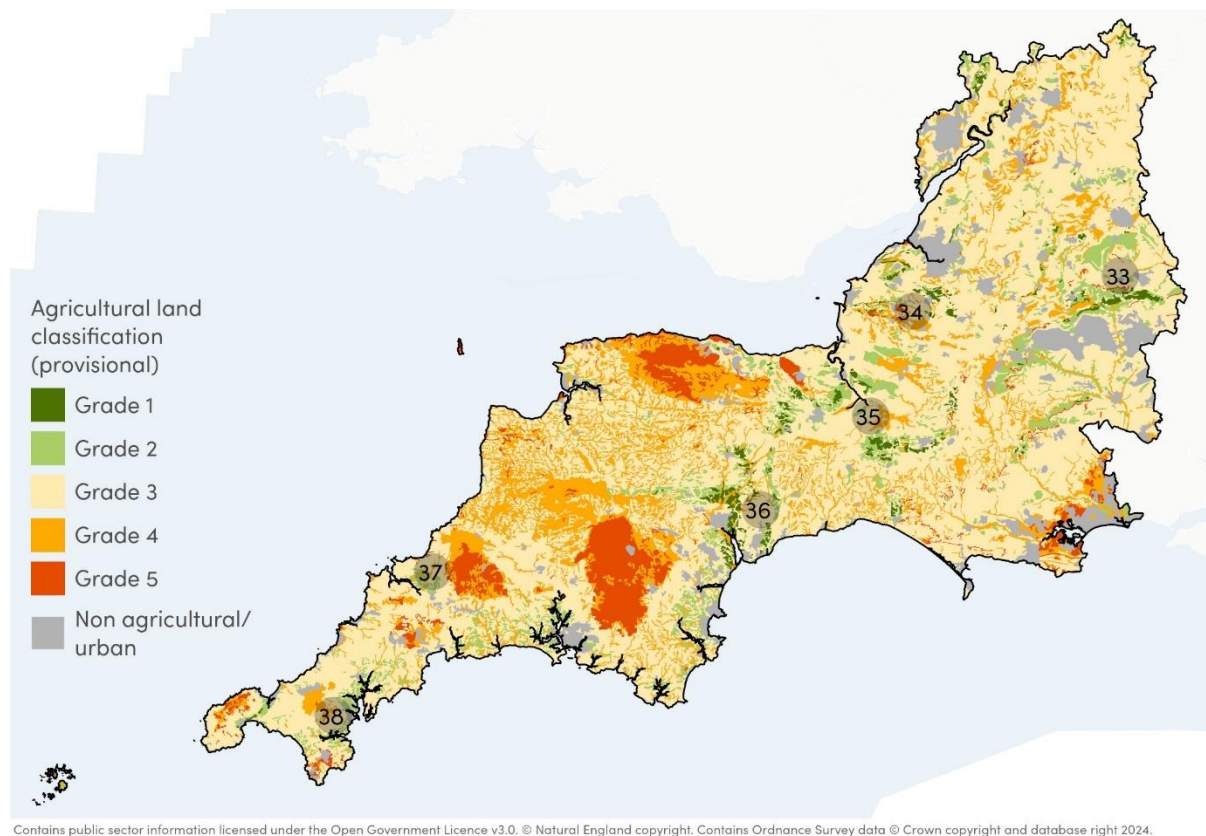 33
34
Agricultural land
classification
(provisional)
Grade 1
Grade 2
Grade 3
Grade 4
Grade 5
Non agricultural/
urban
35
36
37
38
Contains public sector information licensed under the Open Government Licence v3.0. © Natural England copyright. Contains Ordnance Survey data © Crown copyright and database right 2024.